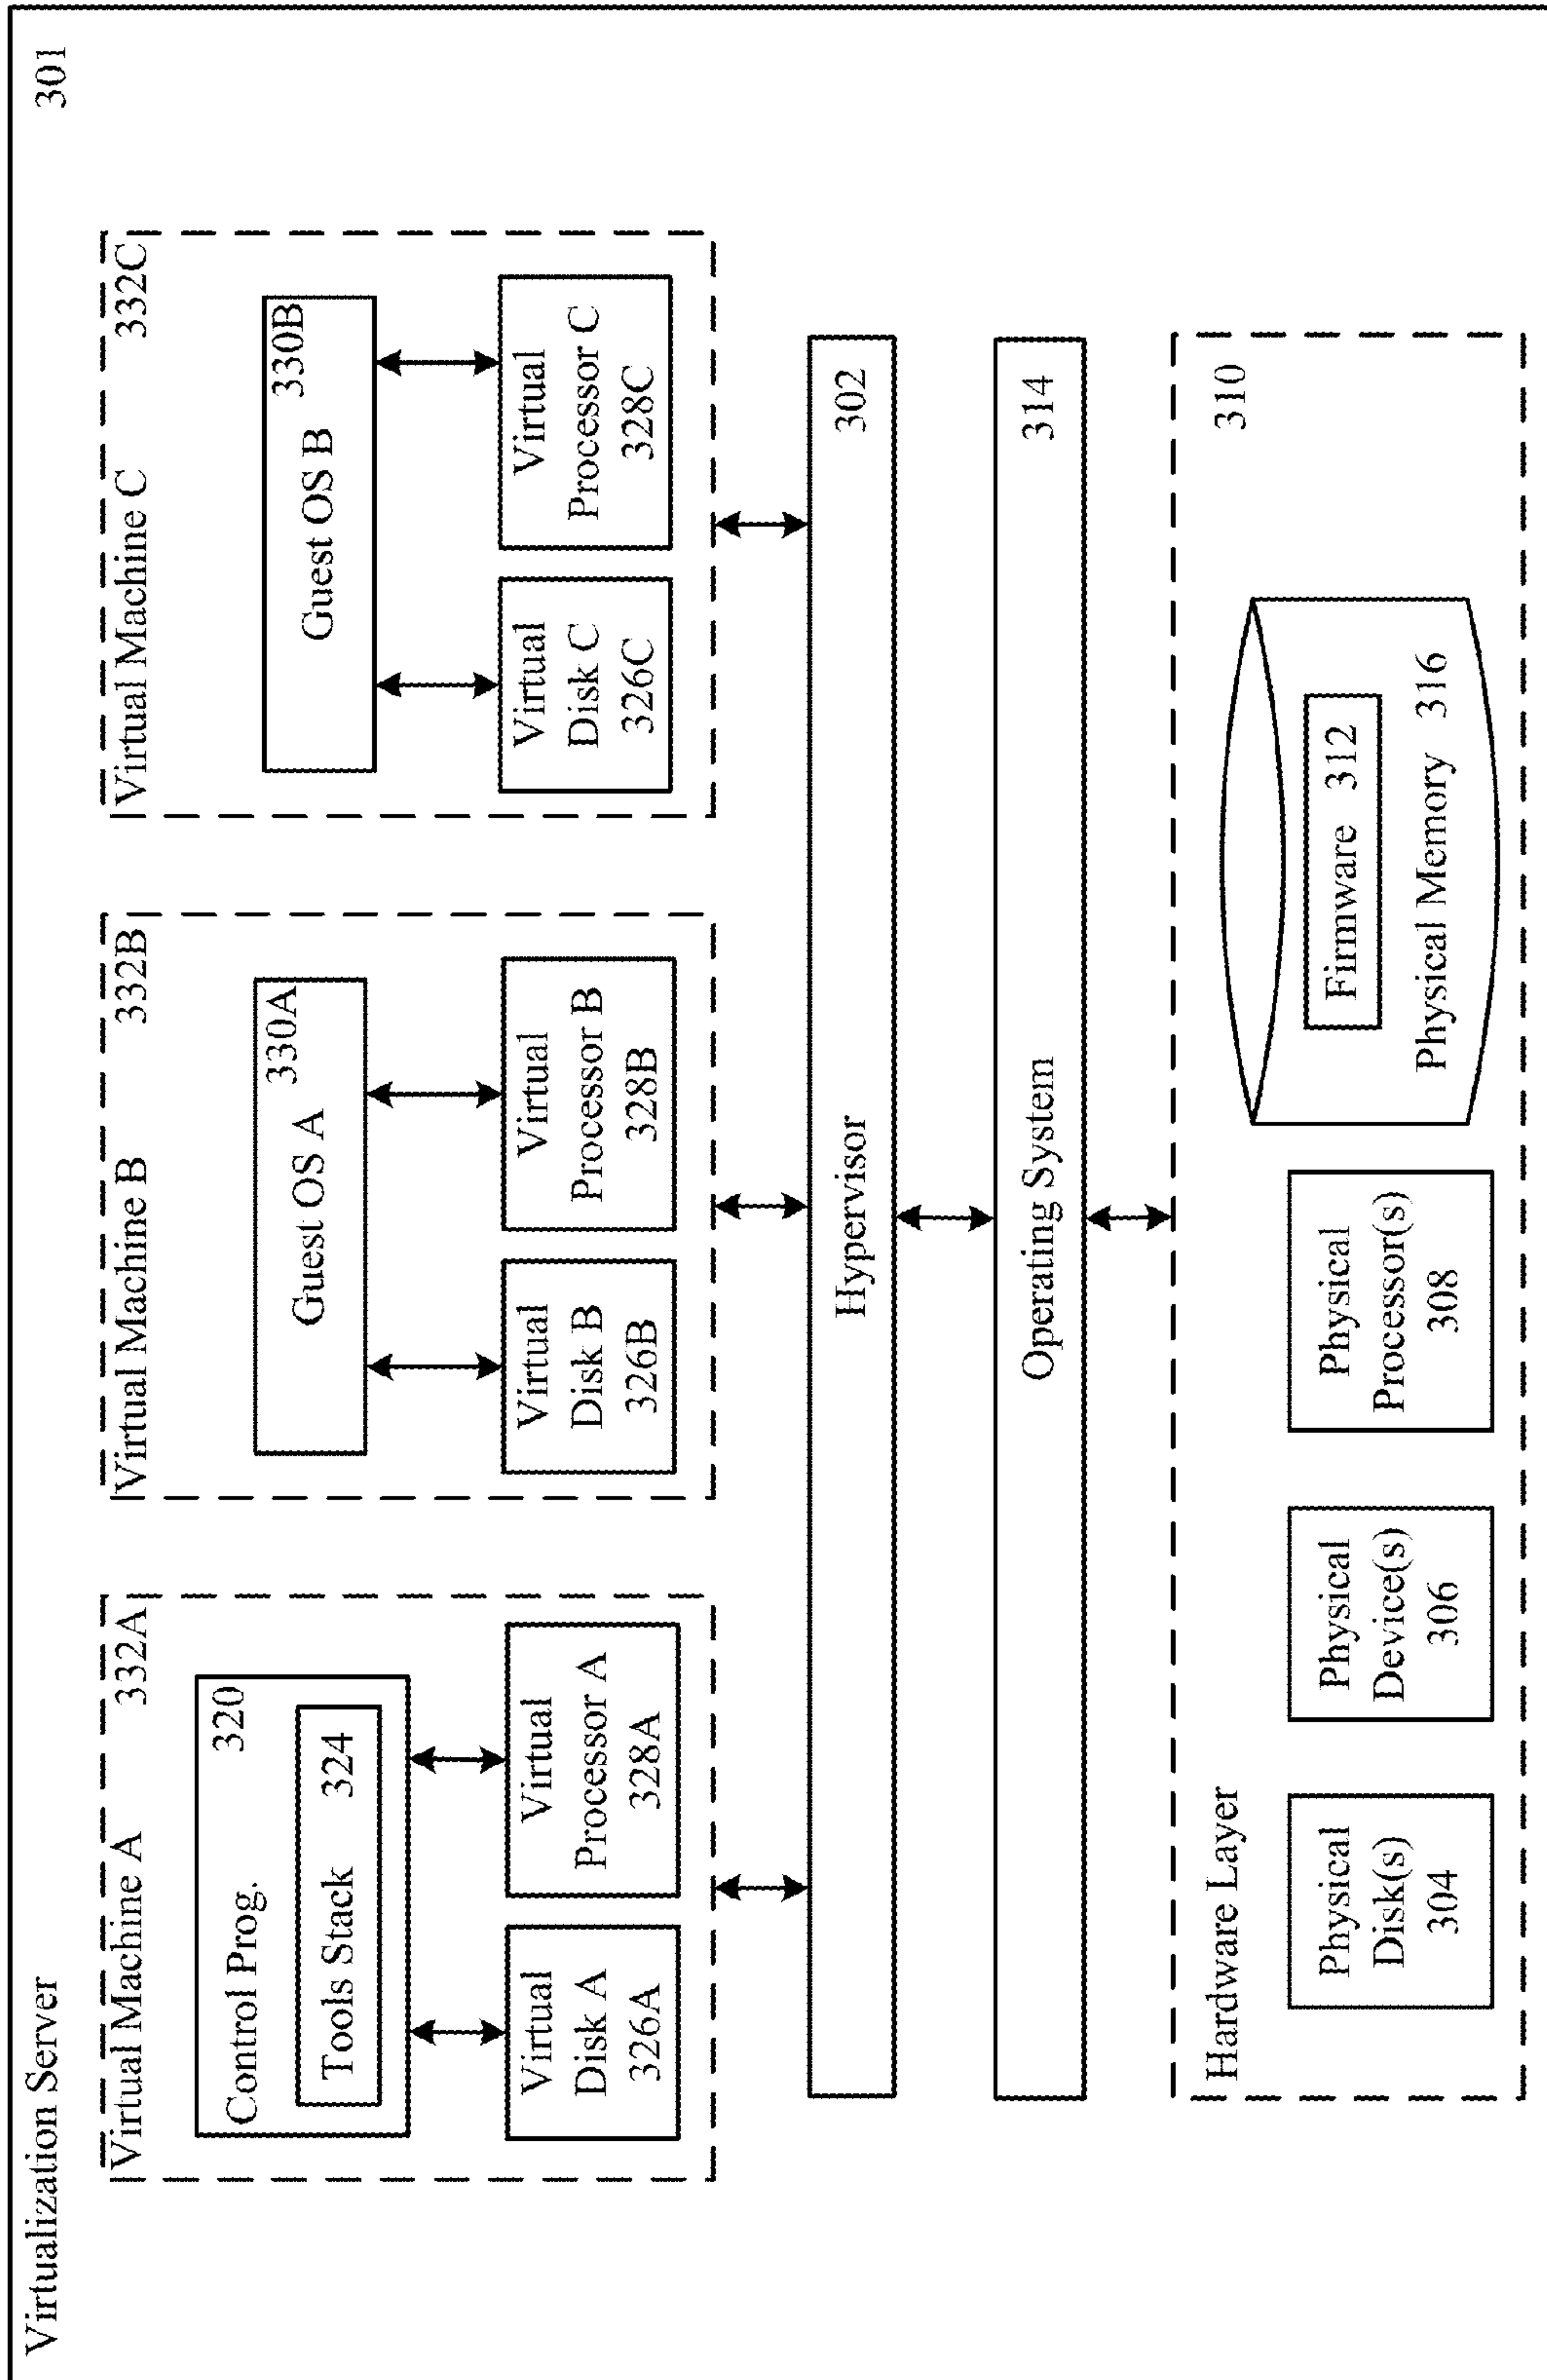 Virtualization Server
301
Virtual Machine A 332A
Control Prog.
320
Tools Stack 324
Virtual
Disk A
326A
Virtual
Processor A
328A
Virtual Machine B 332B
330A
Guest OS A
Virtual
Disk B
326B
Virtual
Processor B
328B
Virtual Machine C 332C
330B
Guest OS B
Virtual
Disk C
326C
Virtual
Processor C
328C
Hypervisor 302
Operating System 314
Hardware Layer 310
Physical
Disk(s)
304
Physical
Device(s)
306
Physical
Processor(s)
308
Firmware 312
Physical Memory 316